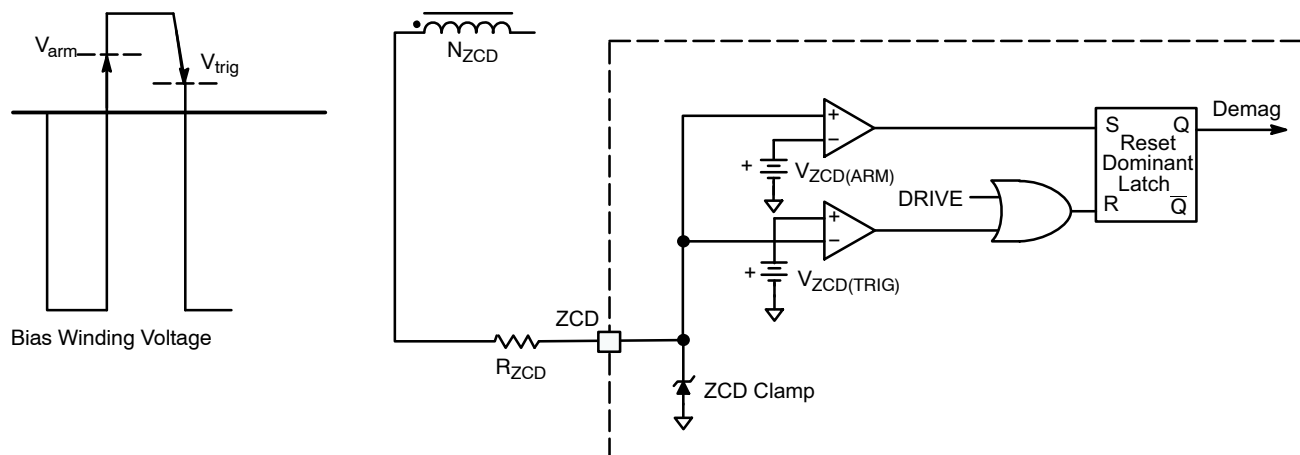 V_arm
V_trig
Bias Winding Voltage
N_ZCD
R_ZCD
ZCD
ZCD Clamp
+
−
+
V_ZCD(ARM)
DRIVE
+
−
+
V_ZCD(TRIG)
S Q
Reset
Dominant
Latch
R Q̅
Demag